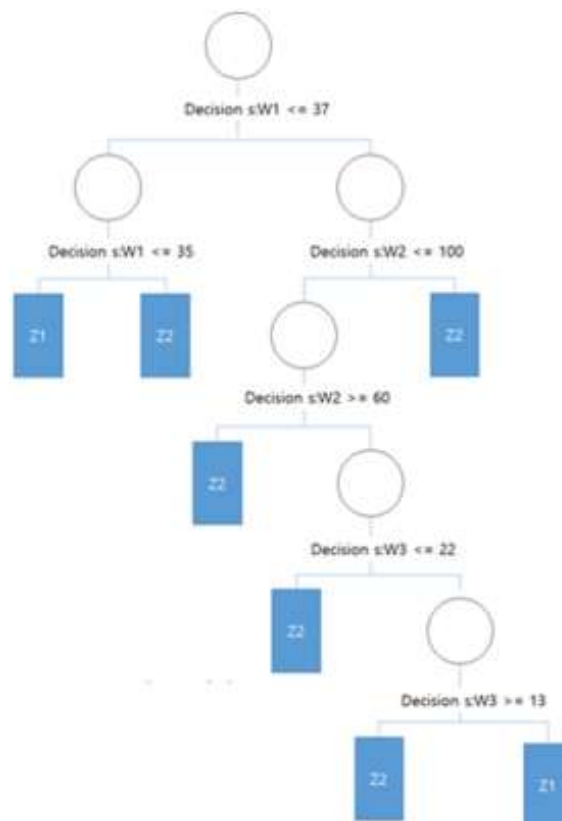 Decision s:W1 <= 37
Decision s:W1 <= 35
Decision s:W2 <= 100
Z1
Z2
Z2
Decision s:W2 >= 60
Z2
Decision s:W3 <= 22
Z2
Decision s:W3 >= 13
Z2
Z1